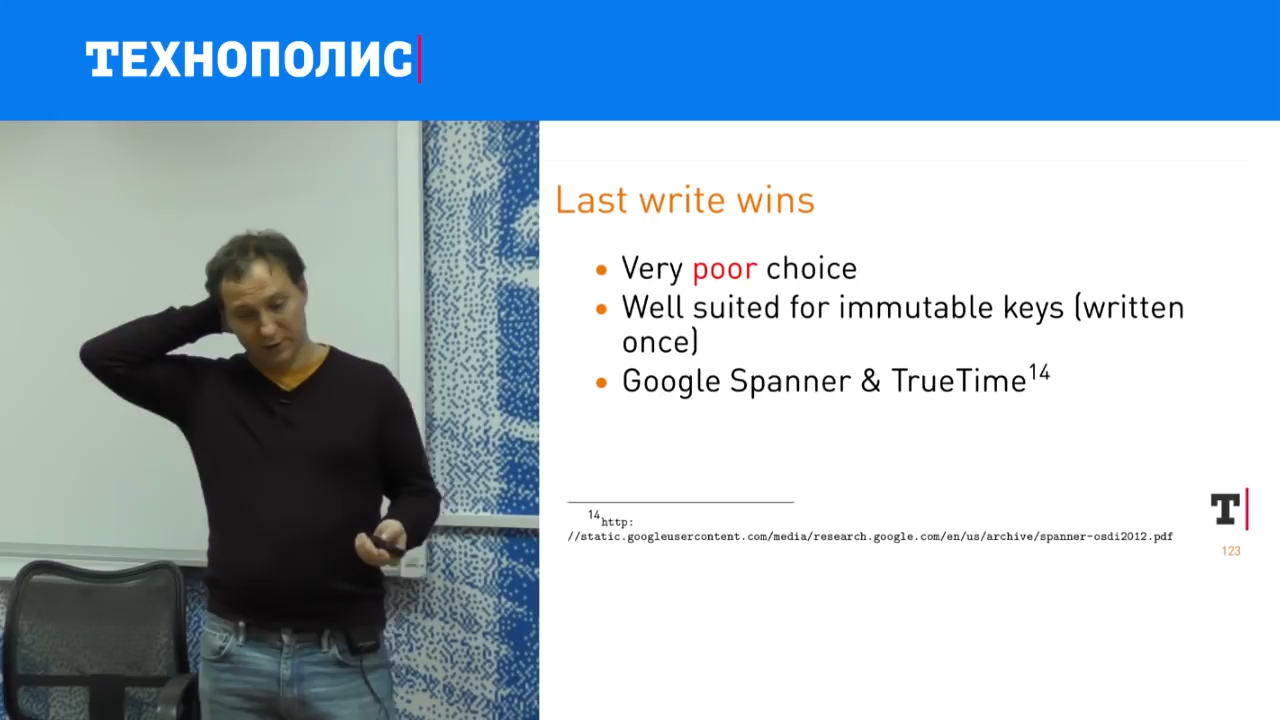 ТЕХНОПОЛИС
Last write wins
• Very poor choice
• Well suited for immutable keys (written
once)
• Google Spanner & TrueTime14
14http:
//static.googleusercontent.com/media/research.google.com/en/us/archive/spanner-osdi2012.pdf
T
123